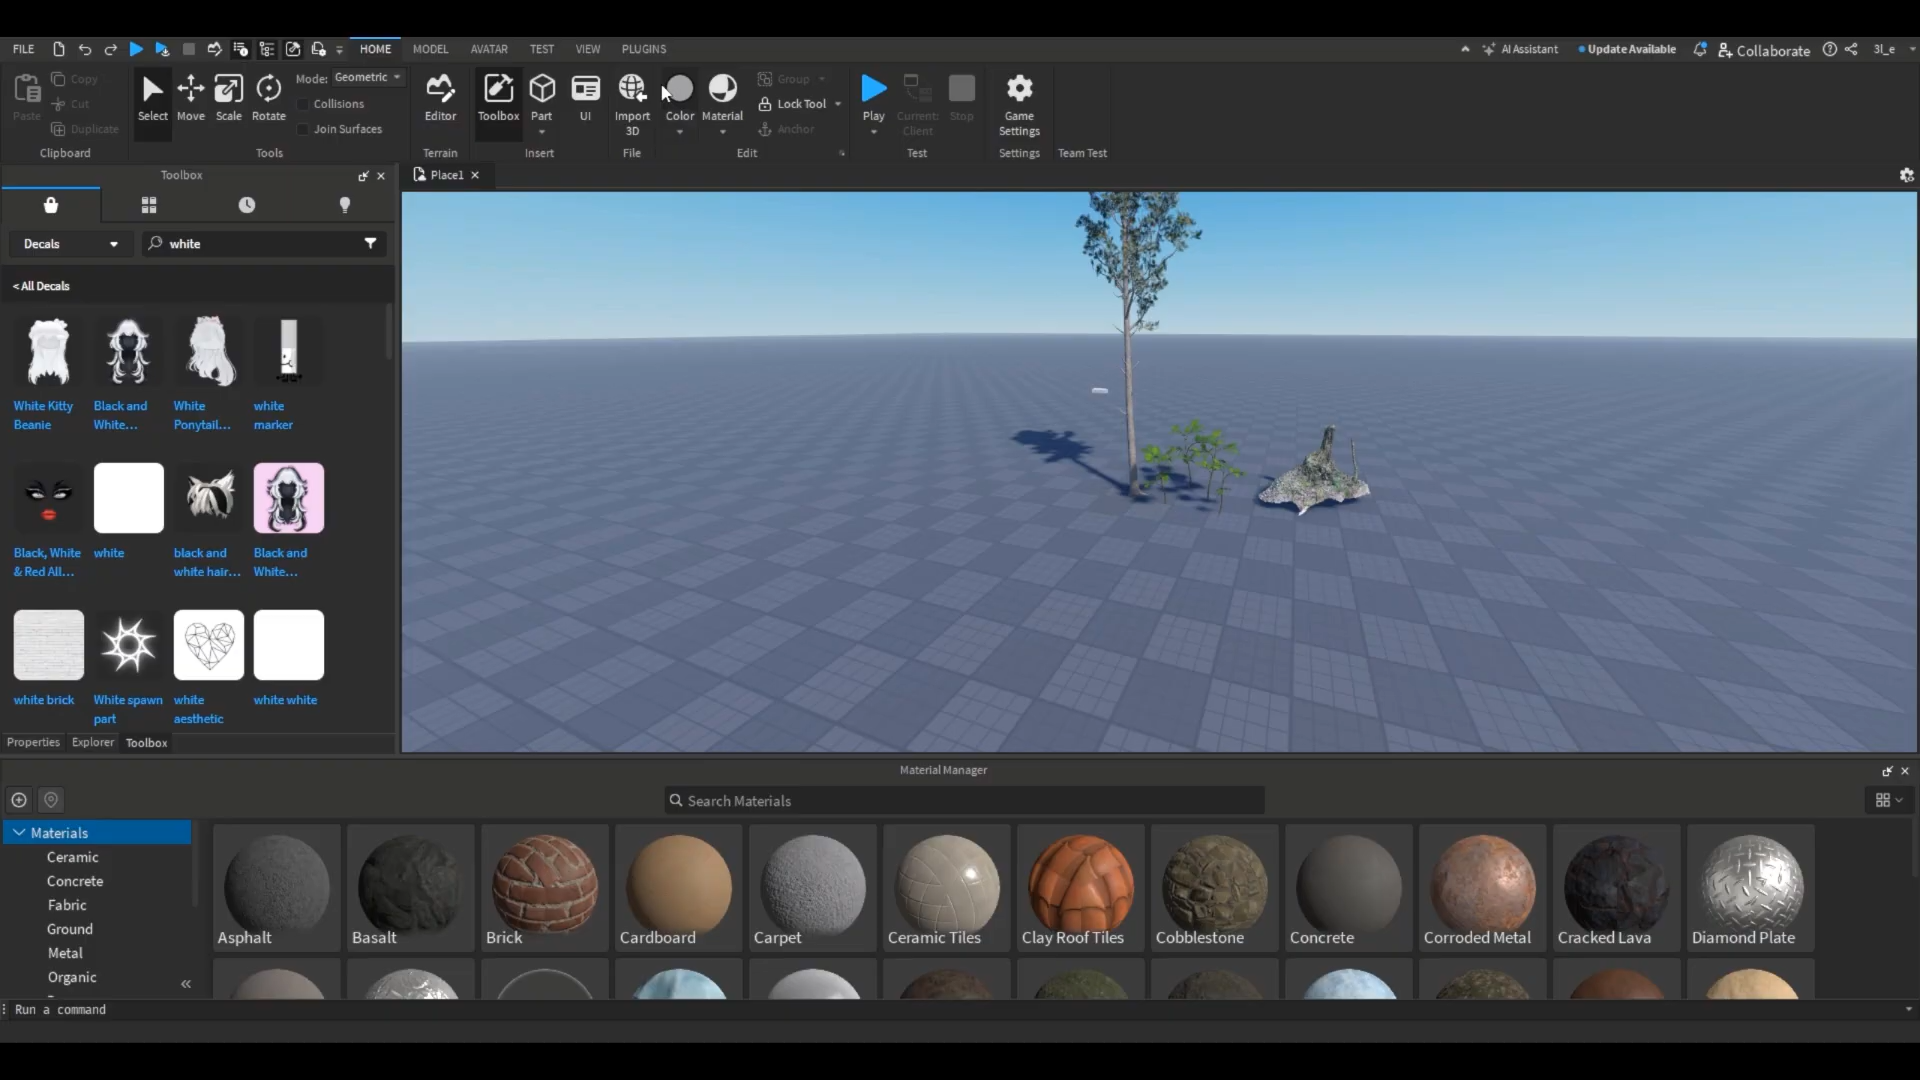 FILE HOME MODEL AVATAR TEST VIEW PLUGINS AI Assistant Update Available Collaborate 3l_e
Paste Copy Cut Duplicate
Clipboard
Select Move Scale Rotate
Mode: Geometric
Collisions
Join Surfaces
Tools
Editor
Terrain
Toolbox Part UI
Insert
Import
3D
File
Color Material
Group
Lock Tool
Anchor
Edit
Play
Current:
Client
Stop
Test
Game
Settings
Settings
Team Test
Toolbox
Place1
Decals
white
< All Decals
White Kitty
Beanie
Black and
White...
White
Ponytail...
white
marker
Black, White
& Red All...
white
black and
white hair...
Black and
White...
white brick
White spawn
part
white
aesthetic
white white
Properties Explorer Toolbox
Material Manager
Search Materials
Materials
Ceramic
Concrete
Fabric
Ground
Metal
Organic
Asphalt
Basalt
Brick
Cardboard
Carpet
Ceramic Tiles
Clay Roof Tiles
Cobblestone
Concrete
Corroded Metal
Cracked Lava
Diamond Plate
Run a command